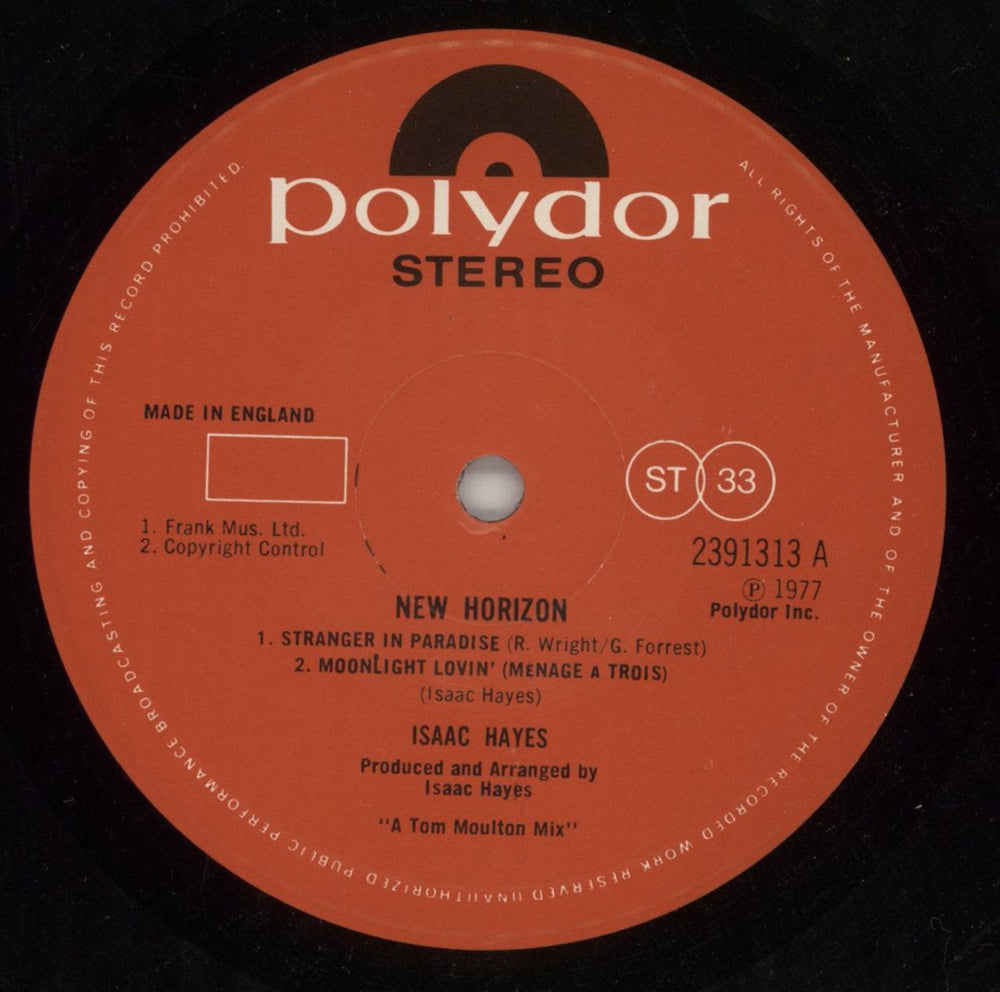 polydor
STEREO
MADE IN ENGLAND
ST 33
1. Frank Mus. Ltd.
2. Copyright Control
2391313 A
Ⓟ 1977
Polydor Inc.
NEW HORIZON
1. STRANGER IN PARADISE (R. Wright/G. Forrest)
2. MOONLIGHT LOVIN' (MENAGE A TROIS)
(Isaac Hayes)
ISAAC HAYES
Produced and Arranged by
Isaac Hayes
"A Tom Moulton Mix"
ALL RIGHTS OF THE MANUFACTURER AND OF THE OWNER OF THE RECORDED WORK RESERVED UNAUTHORIZED PUBLIC PERFORMANCE BROADCASTING AND COPYING OF THIS RECORD PROHIBITED.